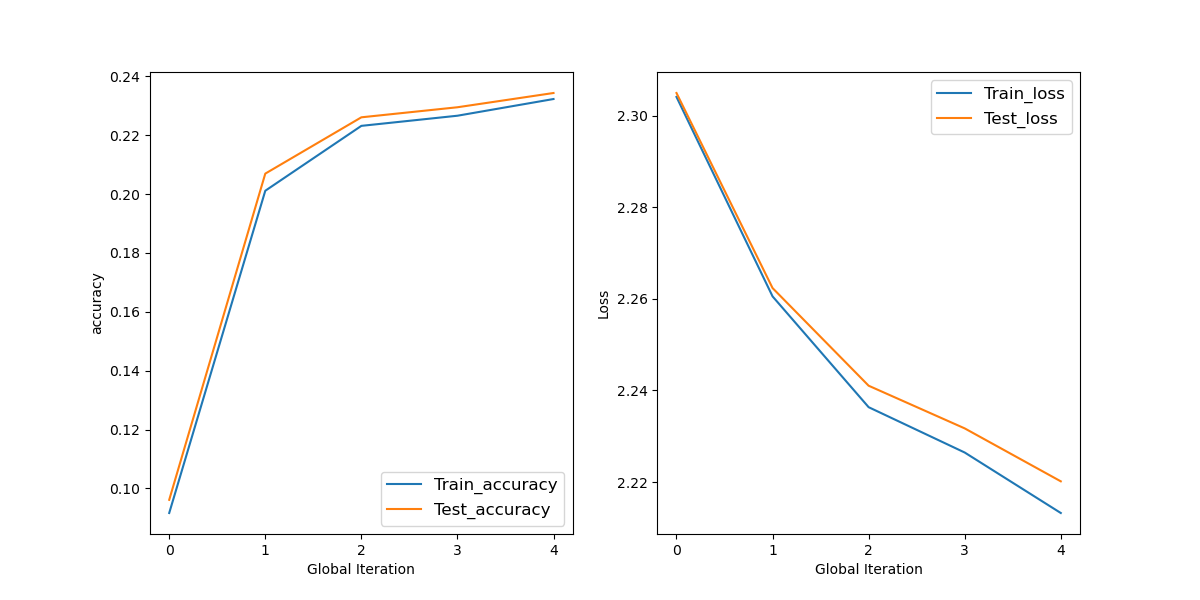 0.24
0.22
0.20
0.18
0.16
0.14
0.12
0.10
accuracy
0 1 2 3 4
Global Iteration
Train_accuracy
Test_accuracy
2.30
2.28
2.26
2.24
2.22
Loss
0 1 2 3 4
Global Iteration
Train_loss
Test_loss